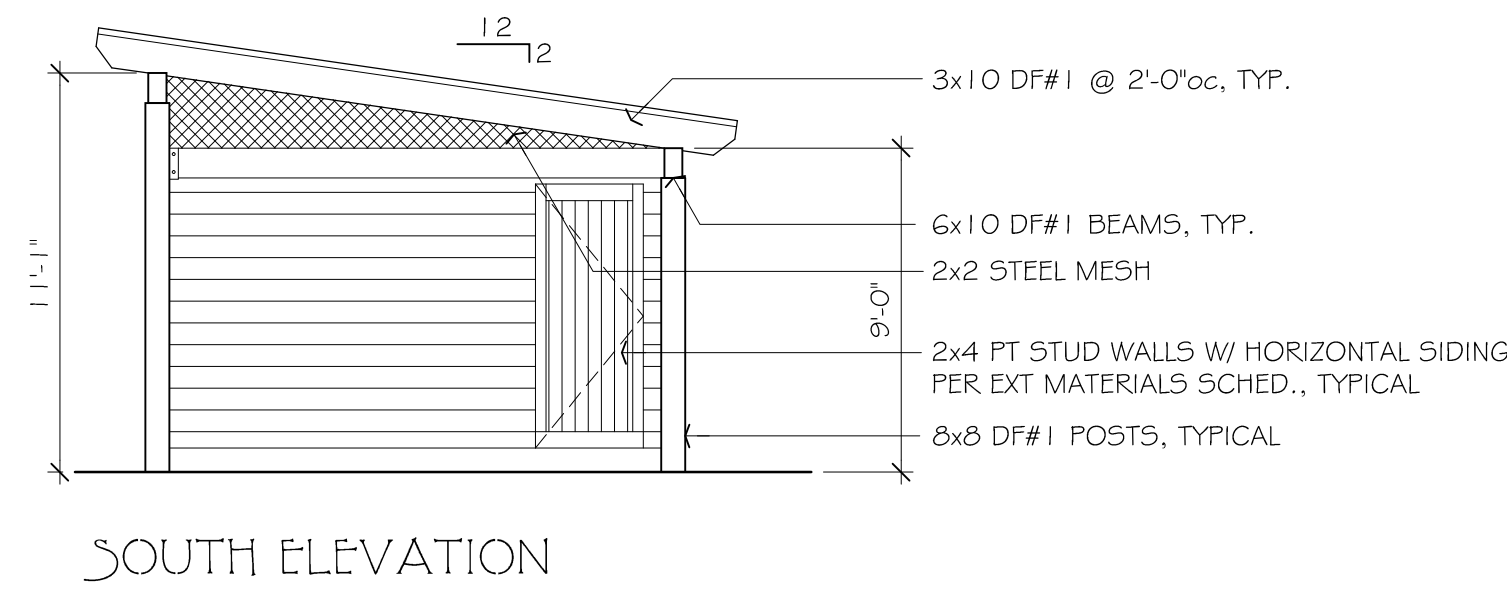 12
2
3x10 DF#1 @ 2'-0"oc, TYP.
6x10 DF#1 BEAMS, TYP.
2x2 STEEL MESH
11'-1"
9'-0"
2x4 PT STUD WALLS W/ HORIZONTAL SIDING
PER EXT MATERIALS SCHED., TYPICAL
8x8 DF#1 POSTS, TYPICAL
SOUTH ELEVATION